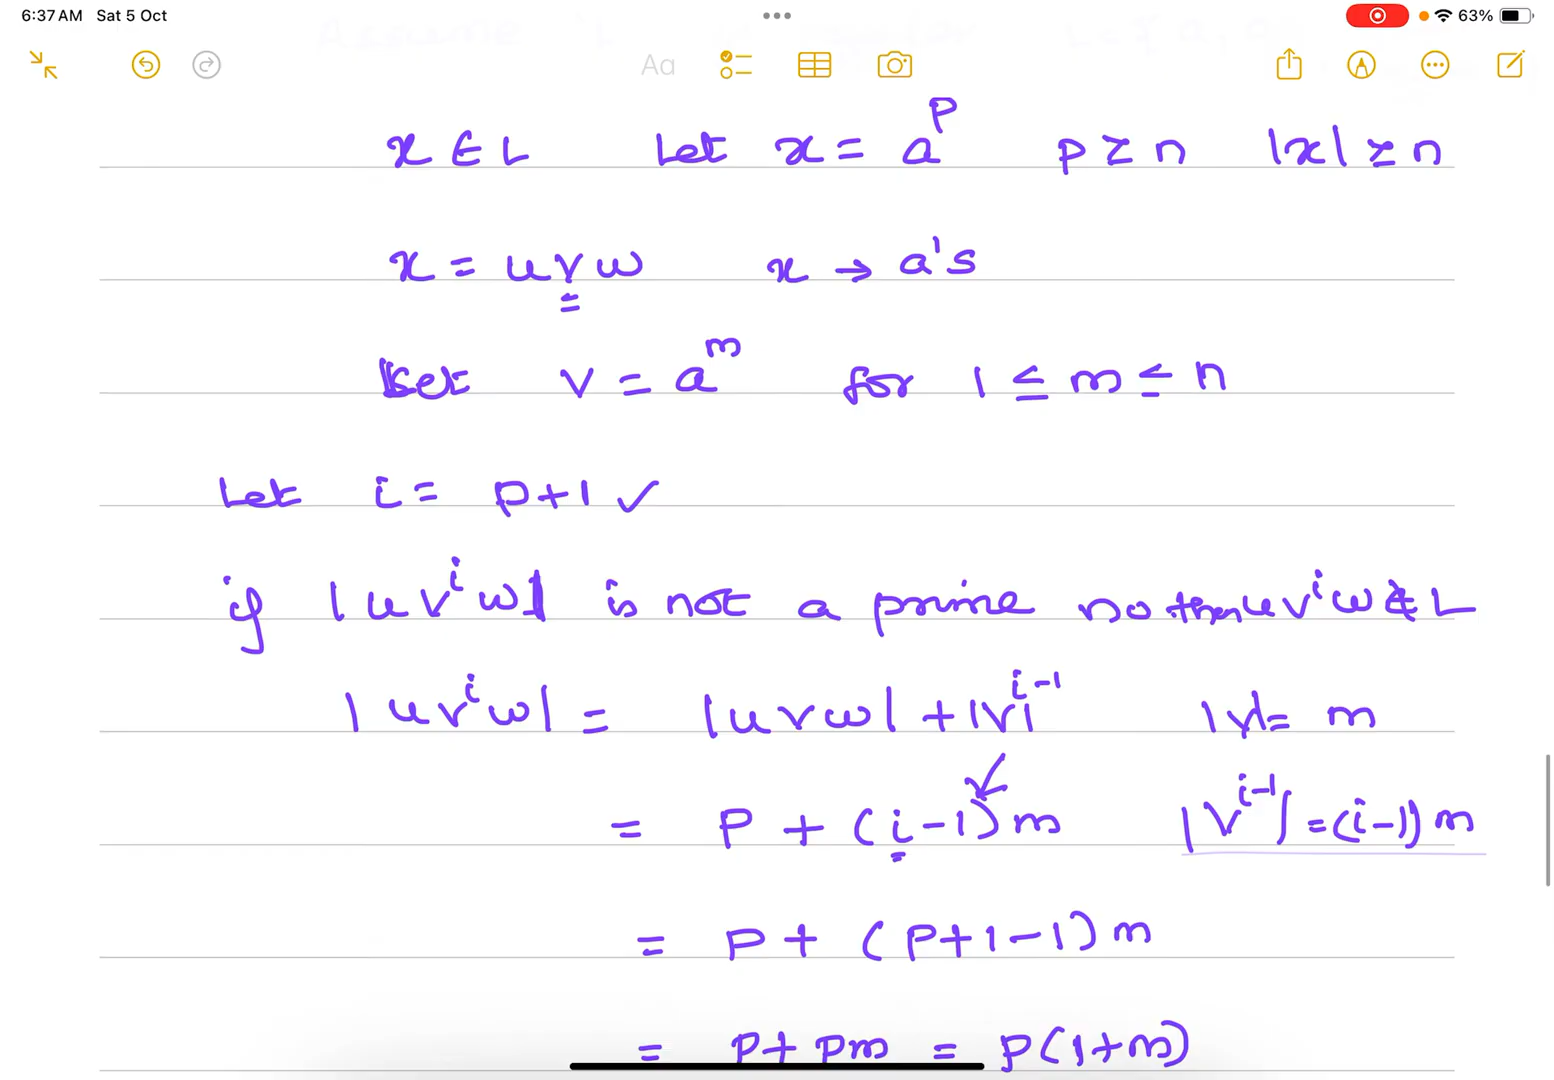 6:37 AM Sat 5 Oct 63%
Aa
x ∈ L Let x = a^p p ≥ n |x| ≥ n
x = uvw x → a's
Let v = a^m for 1 ≤ m ≤ n
Let i = p+1 ✓
if |uv^i w| is not a prime no then uv^i w ∉ L
|uv^i w| = |uvw| + |v|^{i-1} |v| = m
= p + (i-1)m |v^{i-1}| = (i-1)m
= p + (p+1-1)m
= p + pm = p(1+m)